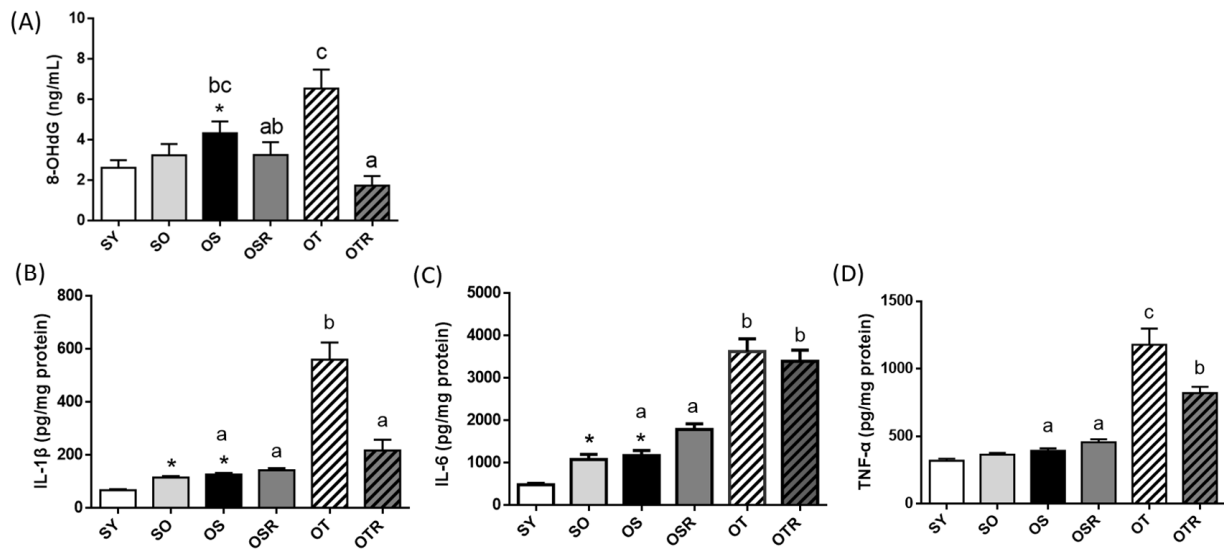 (A)
8-OHdG (ng/mL)
10
8
6
4
2
0
bc
*
ab
c
a
SY SO OS OSR OT OTR
(B)
IL-1β (pg/mg protein)
800
600
400
200
0
*
a
*
a
b
a
SY SO OS OSR OT OTR
(C)
IL-6 (pg/mg protein)
5000
4000
3000
2000
1000
0
*
a
*
a
b
b
SY SO OS OSR OT OTR
(D)
TNF-α (pg/mg protein)
1500
1000
500
0
a
a
c
b
SY SO OS OSR OT OTR